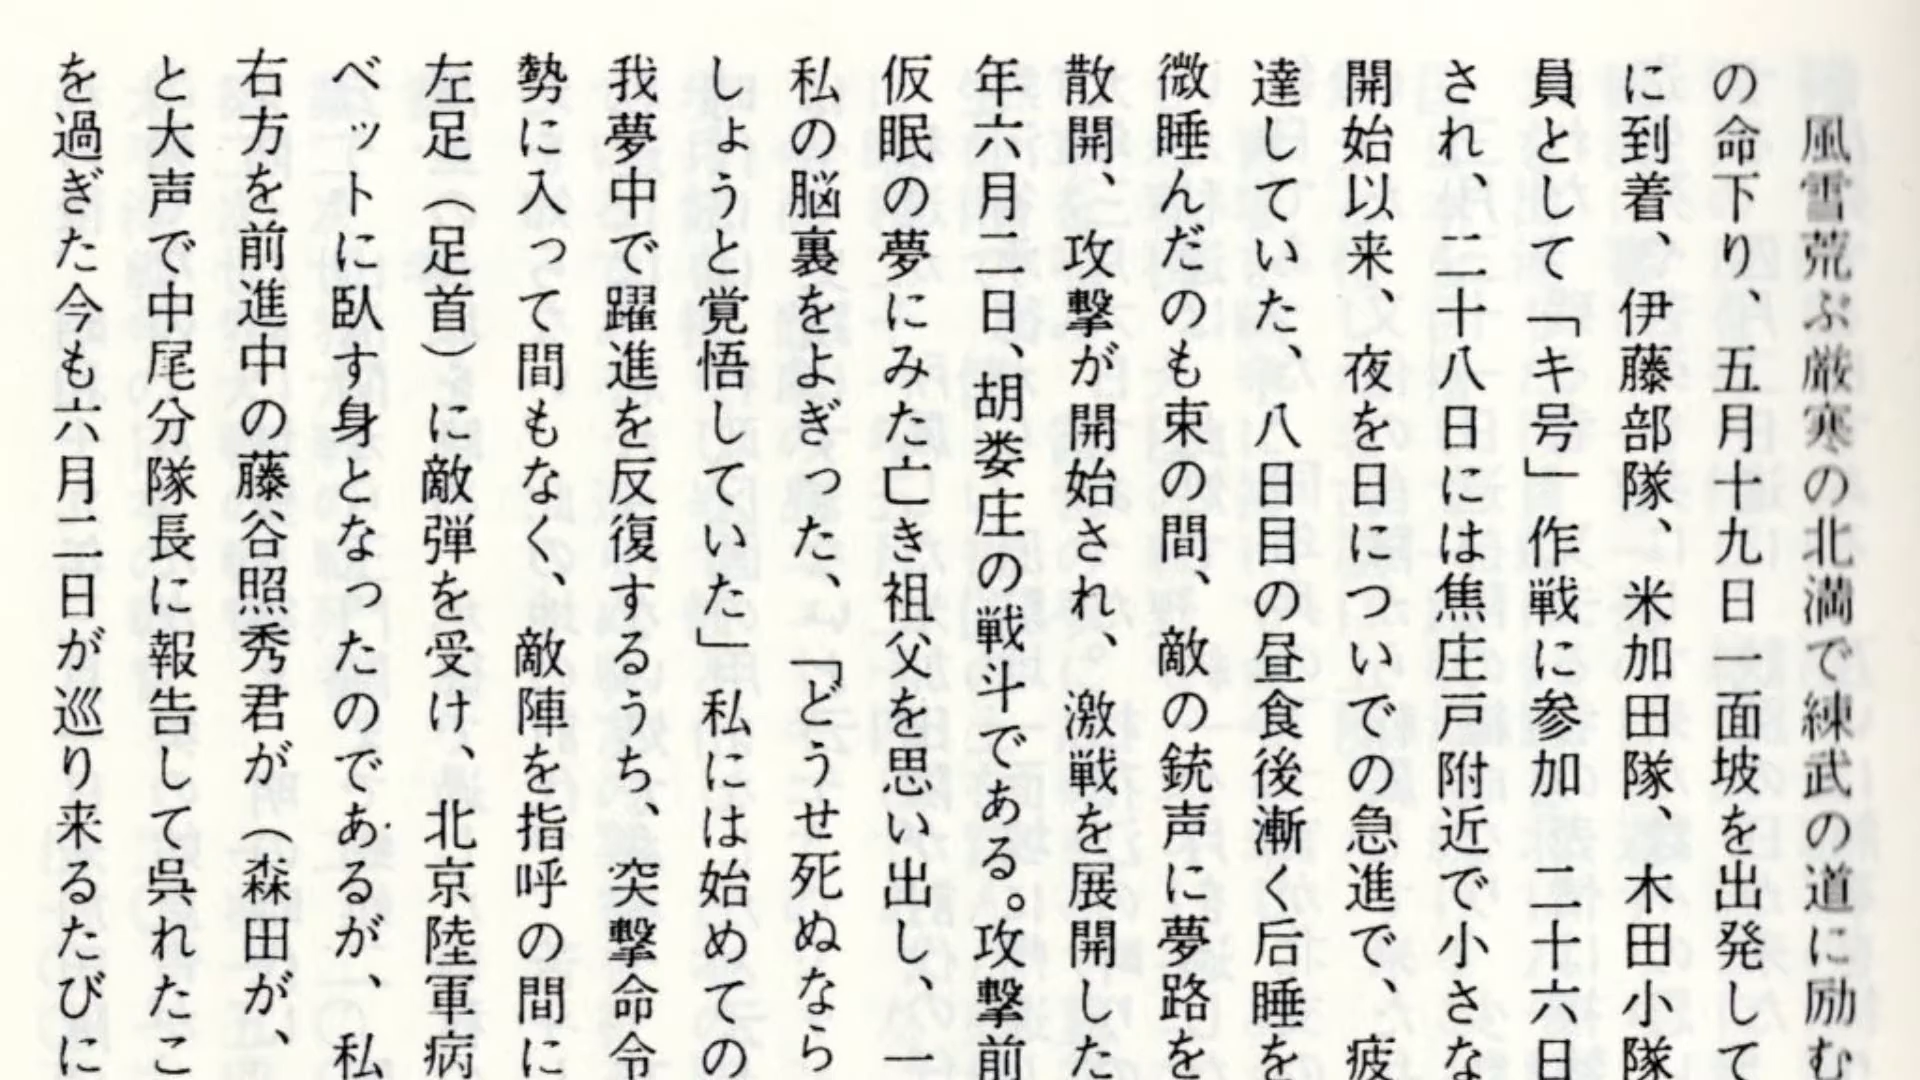 風雪荒ぶ厳寒の北満で練武の道に励む
の命下り、五月十九日一面坡を出発して
に到着、伊藤部隊、米加田隊、木田小隊
員として「キ号」作戦に参加 二十六日
され、二十八日には焦庄戸附近で小さな
開始以来、夜を日についでの急進で、疲
達していた、八日目の昼食後漸く后睡を
微睡んだのも束の間、敵の銃声に夢路を
散開、攻撃が開始され、激戦を展開した
年六月二日、胡娄庄の戦斗である。攻撃前
仮眠の夢にみた亡き祖父を思い出し、一
私の脳裏をよぎった、「どうせ死ぬなら
しょうと覚悟していた」私には始めての
我夢中で躍進を反復するうち、突撃命令
勢に入って間もなく、敵陣を指呼の間に
左足(足首)に敵弾を受け、北京陸軍病
ベットに臥す身となったのであるが、私
右方を前進中の藤谷照秀君が(森田が、
と大声で中尾分隊長に報告して呉れたこ
を過ぎた今も六月二日が巡り来るたびに